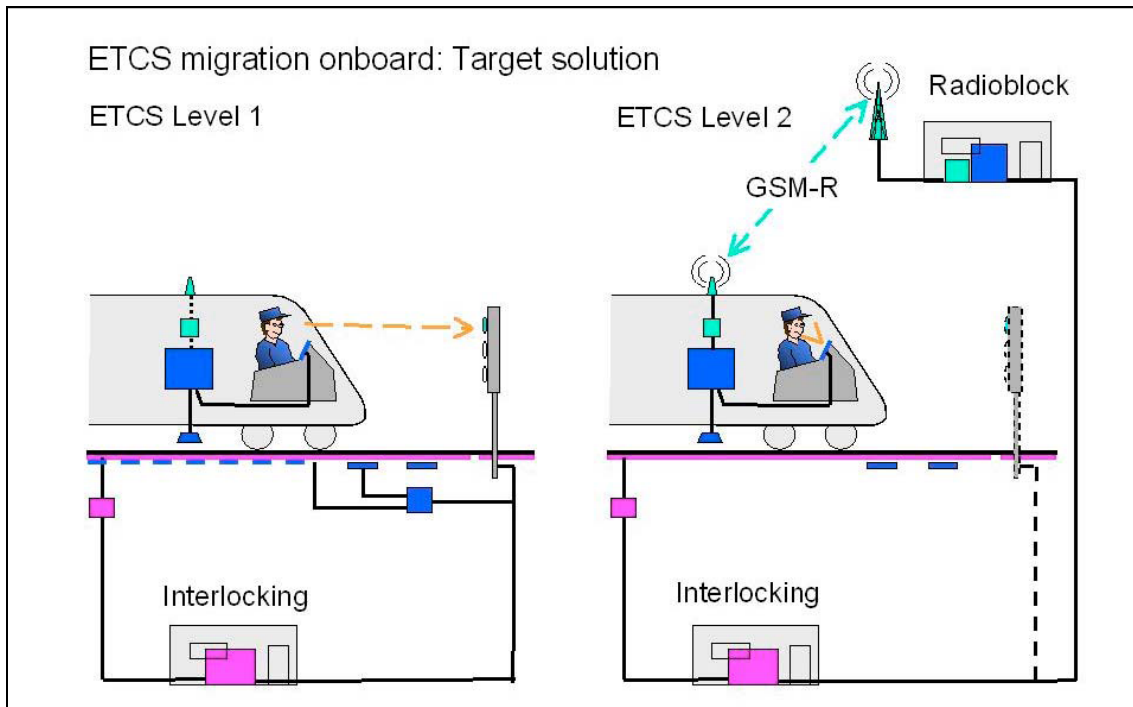 ETCS migration onboard: Target solution
ETCS Level 1
ETCS Level 2
Radioblock
GSM-R
Interlocking
Interlocking